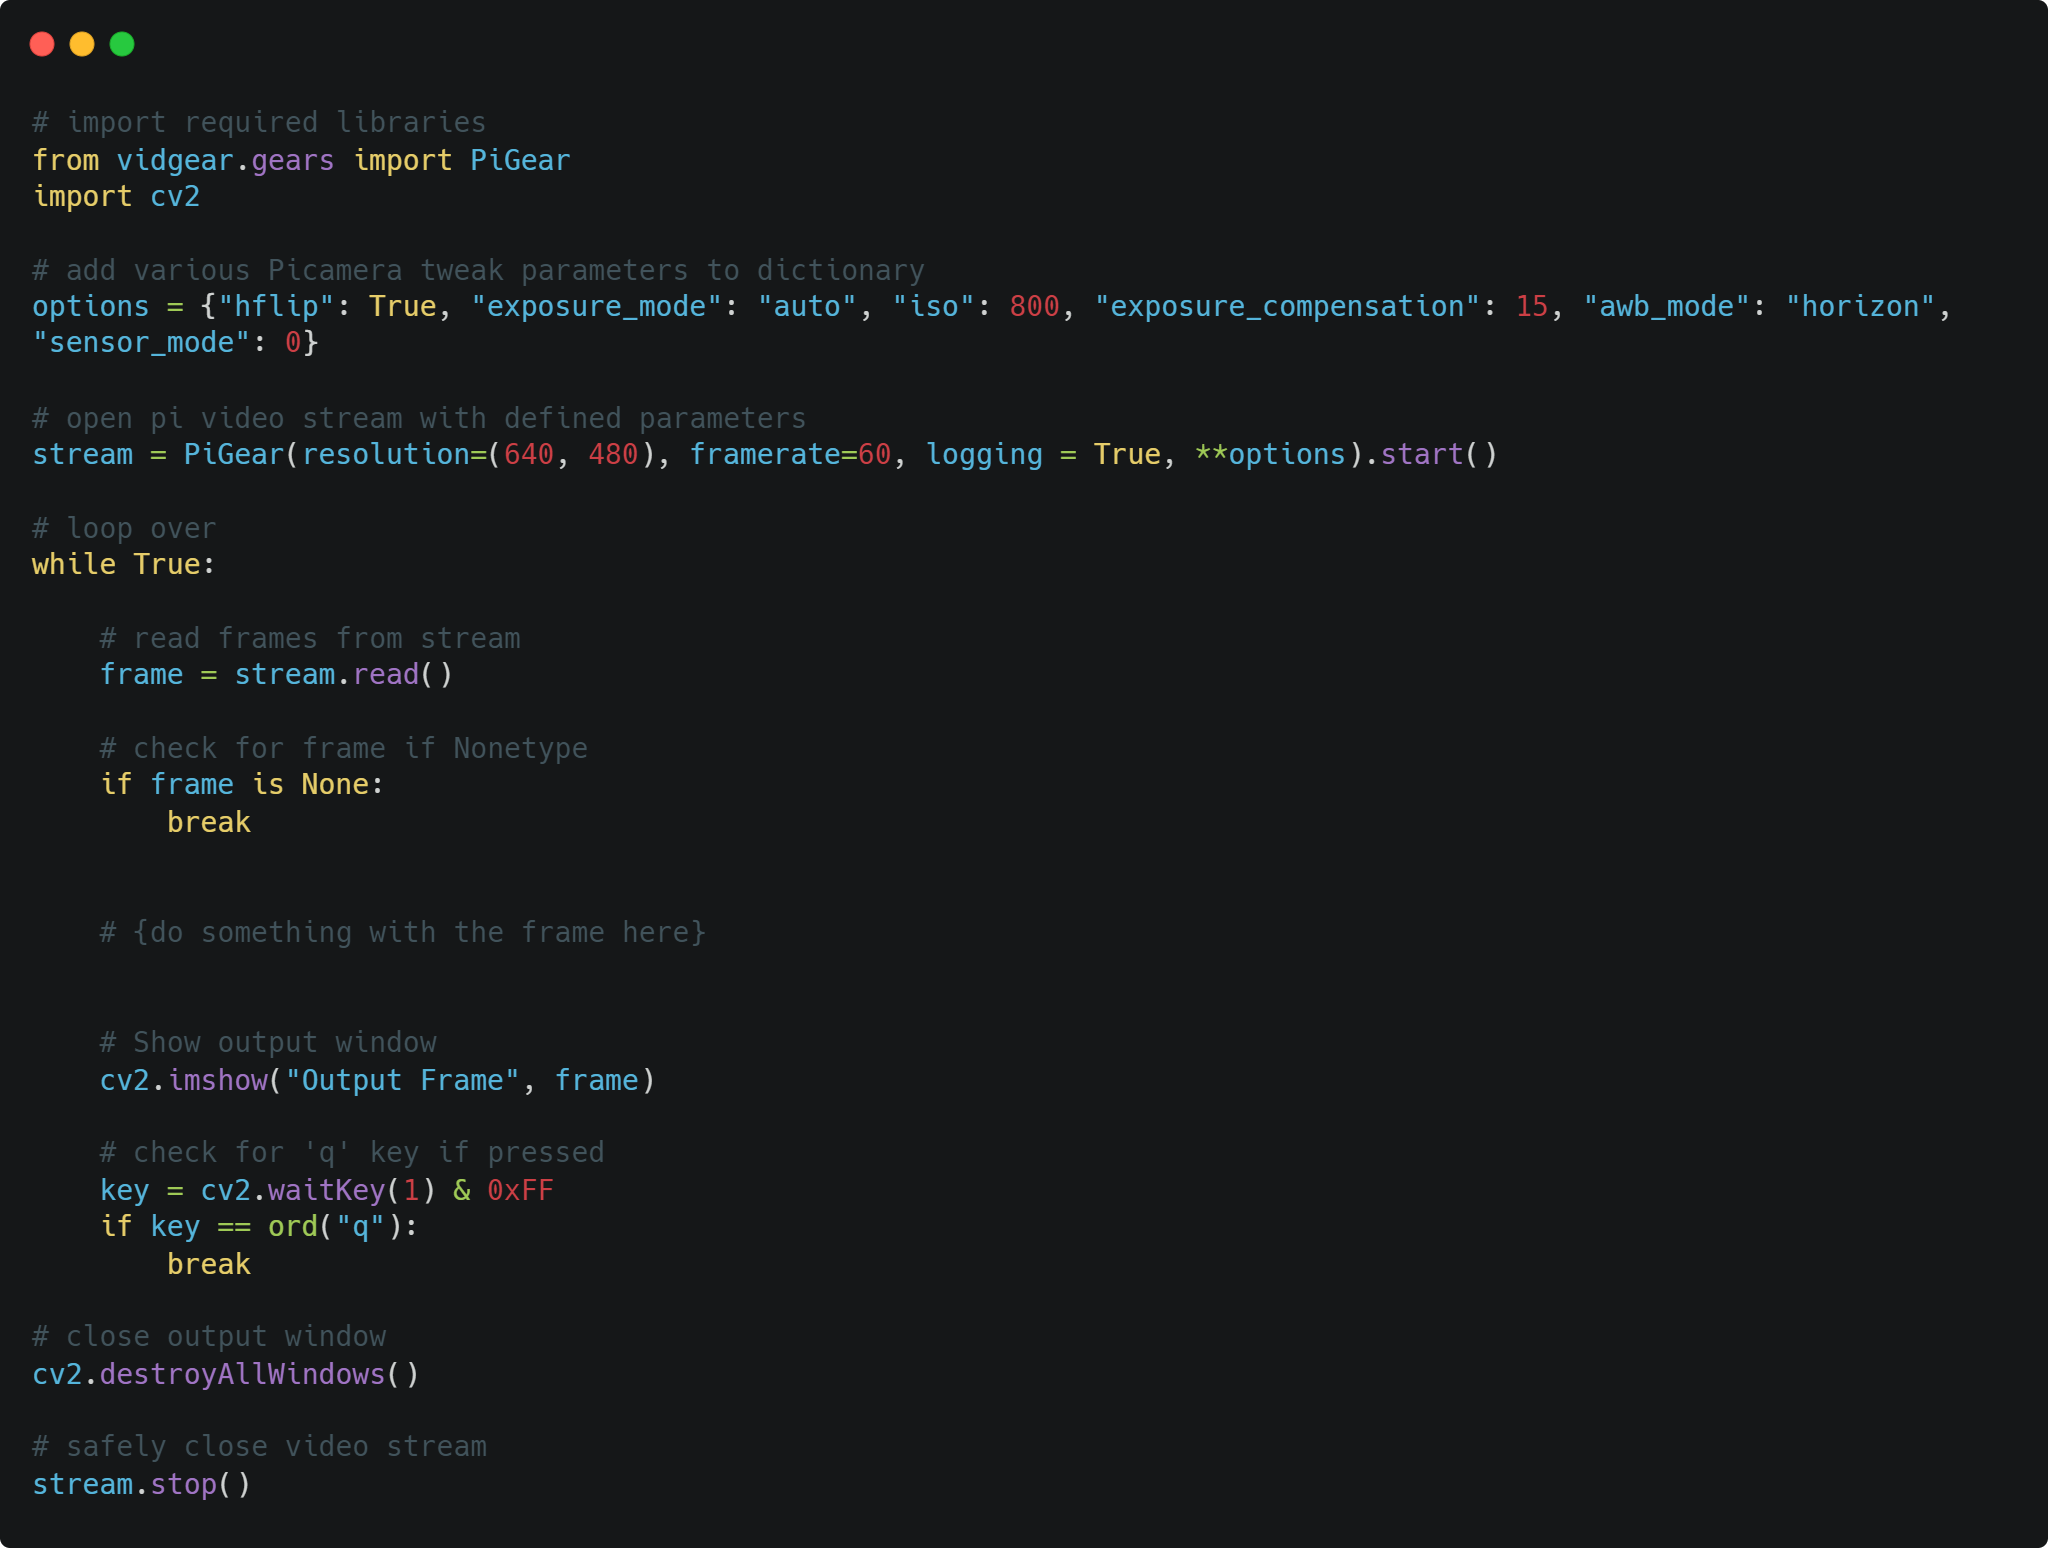 # import required libraries
from vidgear.gears import PiGear
import cv2

# add various Picamera tweak parameters to dictionary
options = {"hflip": True, "exposure_mode": "auto", "iso": 800, "exposure_compensation": 15, "awb_mode": "horizon",
"sensor_mode": 0}

# open pi video stream with defined parameters
stream = PiGear(resolution=(640, 480), framerate=60, logging = True, **options).start()

# loop over
while True:

    # read frames from stream
    frame = stream.read()

    # check for frame if Nonetype
    if frame is None:
        break


    # {do something with the frame here}


    # Show output window
    cv2.imshow("Output Frame", frame)

    # check for 'q' key if pressed
    key = cv2.waitKey(1) & 0xFF
    if key == ord("q"):
        break

# close output window
cv2.destroyAllWindows()

# safely close video stream
stream.stop()